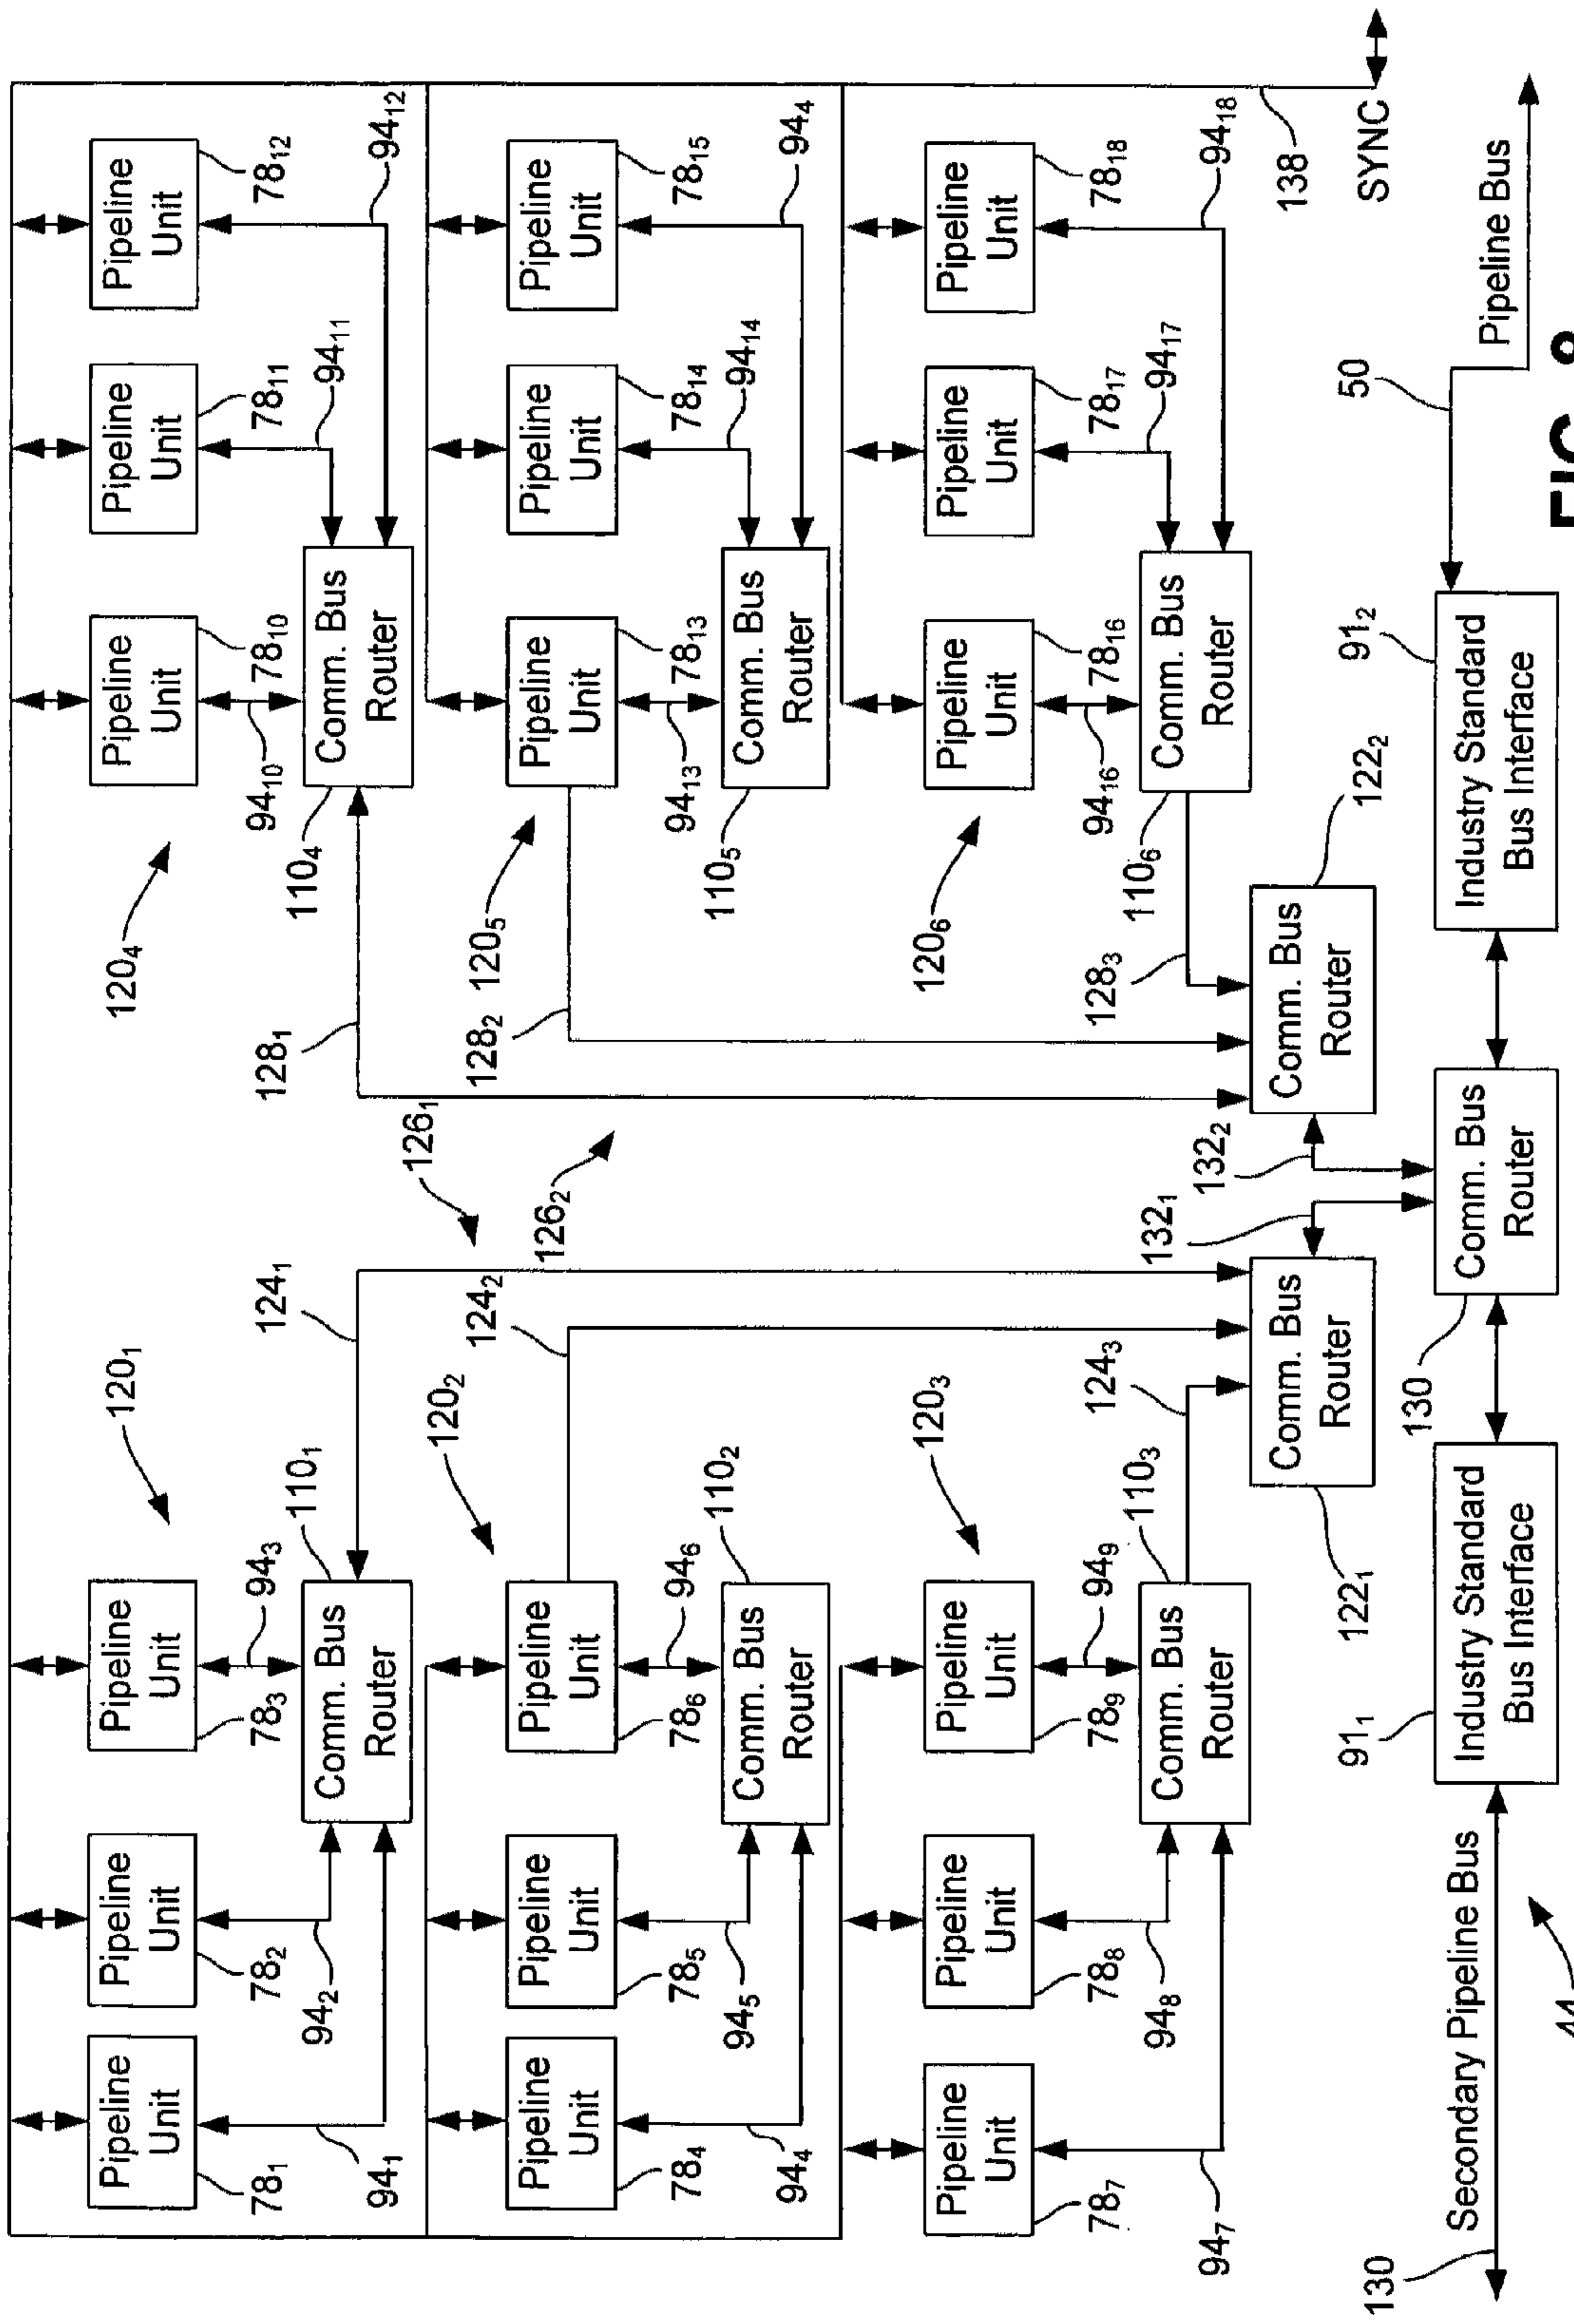 Pipeline
Unit
78₁
Pipeline
Unit
78₂
Pipeline
Unit
78₃
120₁
120₄
Pipeline
Unit
78₁₀
Pipeline
Unit
78₁₁
Pipeline
Unit
78₁₂
94₁
94₂
94₃
110₁
Comm. Bus
Router
124₁
128₁
94₁₀
110₄
Comm. Bus
Router
94₁₁
94₁₂
126₁
126₂
Pipeline
Unit
78₄
Pipeline
Unit
78₅
Pipeline
Unit
78₆
120₂
124₂
128₂
120₅
Pipeline
Unit
78₁₃
Pipeline
Unit
78₁₄
Pipeline
Unit
78₁₅
94₄
94₅
94₆
110₂
Comm. Bus
Router
94₁₃
110₅
Comm. Bus
Router
94₁₄
94₄
Pipeline
Unit
78₇
Pipeline
Unit
78₈
Pipeline
Unit
78₉
120₃
120₆
Pipeline
Unit
78₁₆
Pipeline
Unit
78₁₇
Pipeline
Unit
78₁₈
94₇
94₈
94₉
110₃
Comm. Bus
Router
124₃
128₃
94₁₆
110₆
Comm. Bus
Router
94₁₇
94₁₈
138
SYNC
122₁
Comm. Bus
Router
132₁
132₂
Comm. Bus
Router
122₂
130
Secondary Pipeline Bus
91₁
Industry Standard
Bus Interface
130
Comm. Bus
Router
91₂
Industry Standard
Bus Interface
50
Pipeline Bus
FIG.